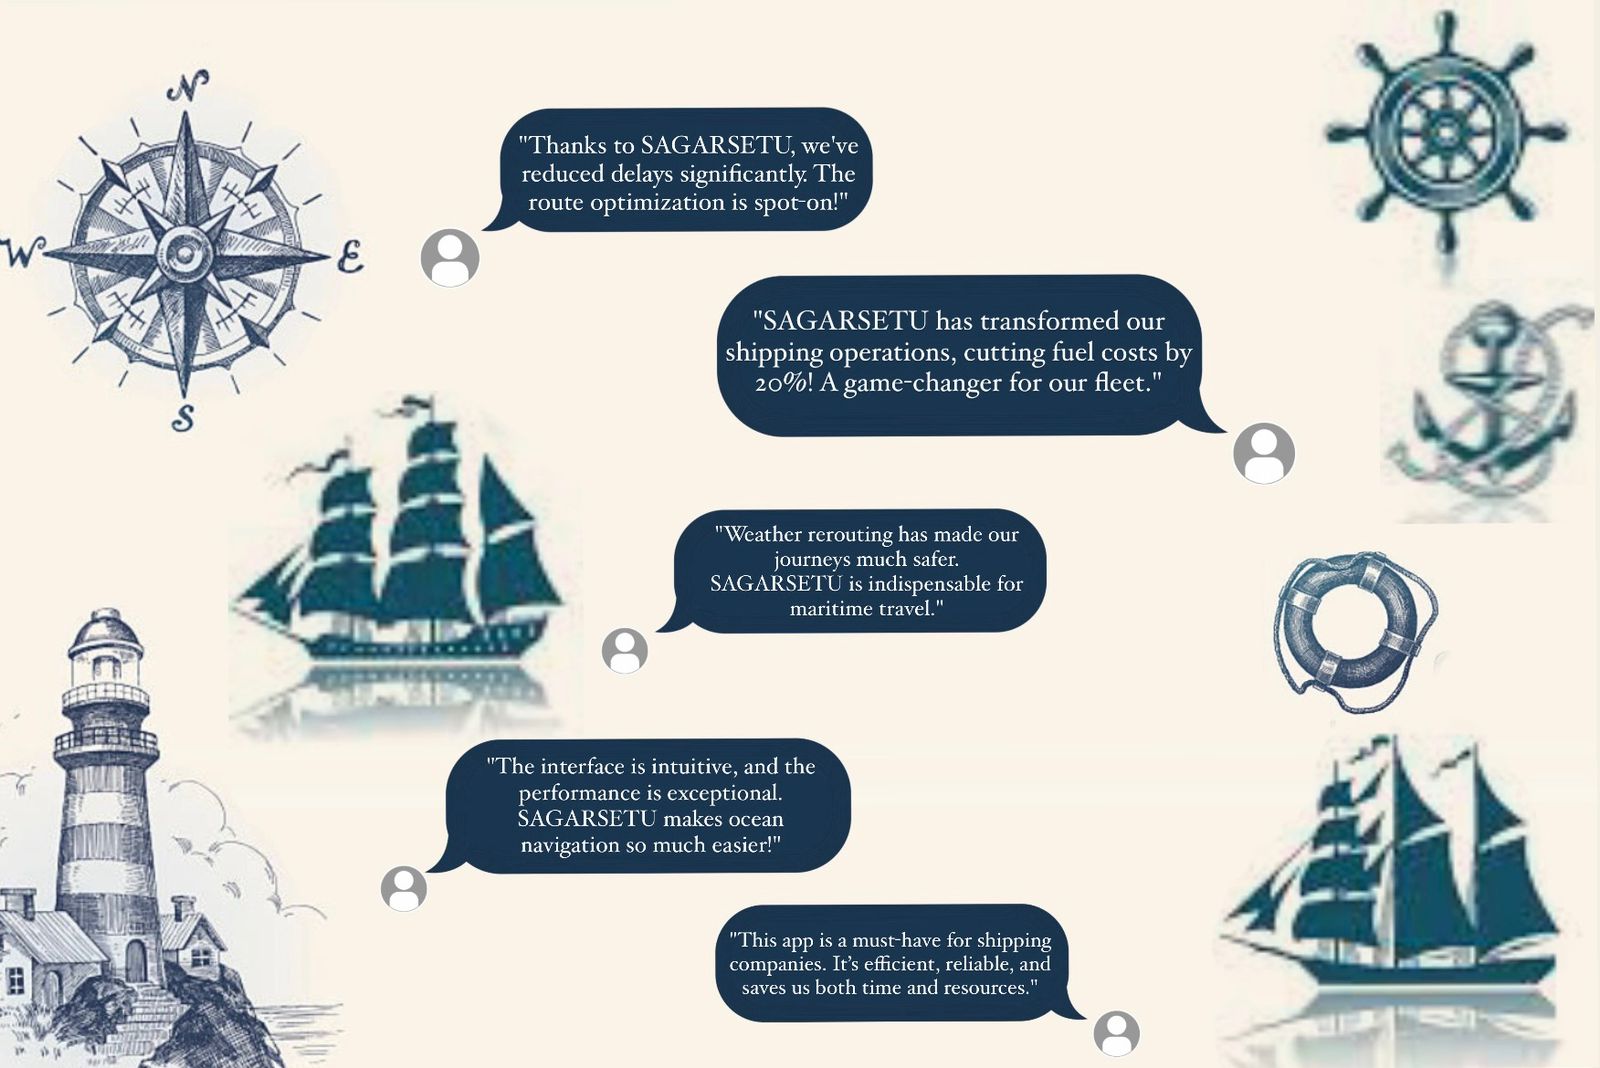 N
W
E
S
"Thanks to SAGARSETU, we've
reduced delays significantly. The
route optimization is spot-on!"
"SAGARSETU has transformed our
shipping operations, cutting fuel costs by
20%! A game-changer for our fleet."
"Weather rerouting has made our
journeys much safer.
SAGARSETU is indispensable for
maritime travel."
"The interface is intuitive, and the
performance is exceptional.
SAGARSETU makes ocean
navigation so much easier!"
"This app is a must-have for shipping
companies. It’s efficient, reliable, and
saves us both time and resources."